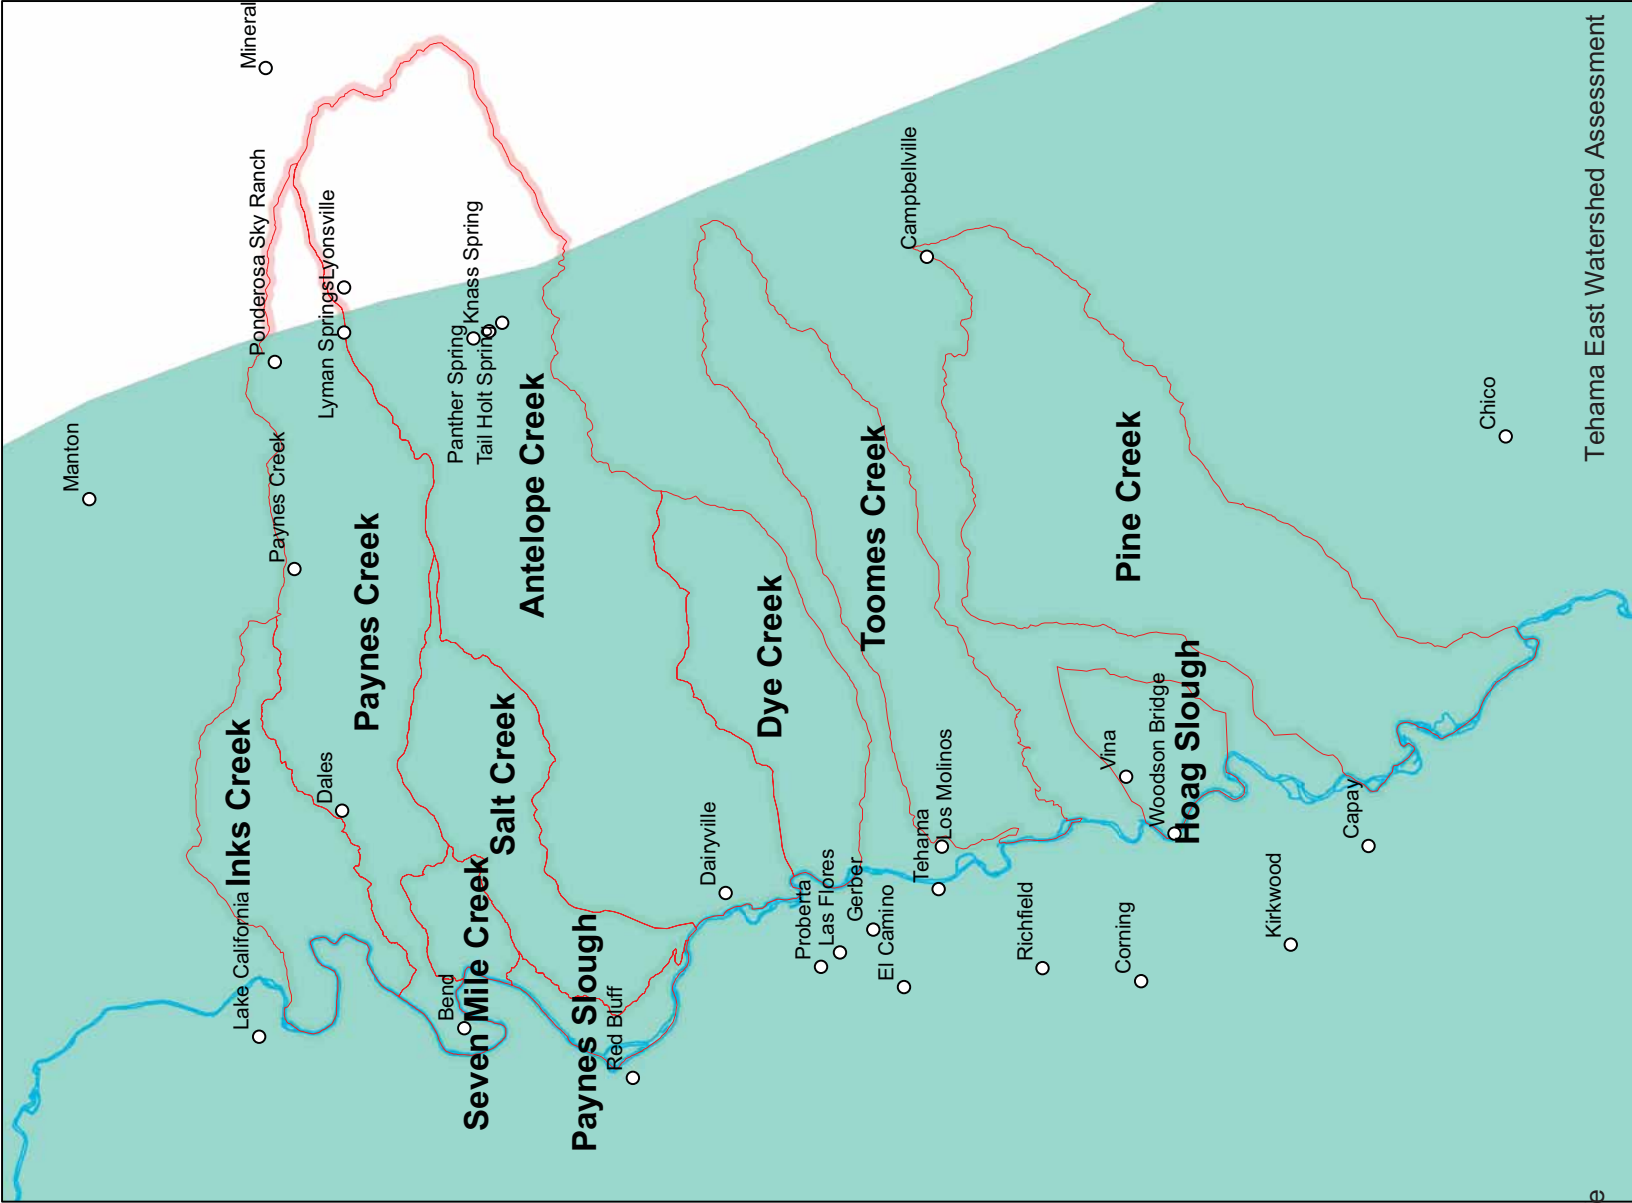 Mineral
Manton
Ponderosa Sky Ranch
Paynes Creek
Lyonsville
Lyman Springs
Knass Spring
Panther Spring
Tail Holt Spring
Campbellville
Chico
Inks Creek
Paynes Creek
Antelope Creek
Salt Creek
Seven Mile Creek
Paynes Slough
Dye Creek
Toomes Creek
Pine Creek
Hoag Slough
Lake California
Dales
Bend
Red Bluff
Dairyville
Proberta
Las Flores
Gerber
El Camino
Tehama
Los Molinos
Richfield
Corning
Vina
Woodson Bridge
Kirkwood
Capay
Tehama East Watershed Assessment
e